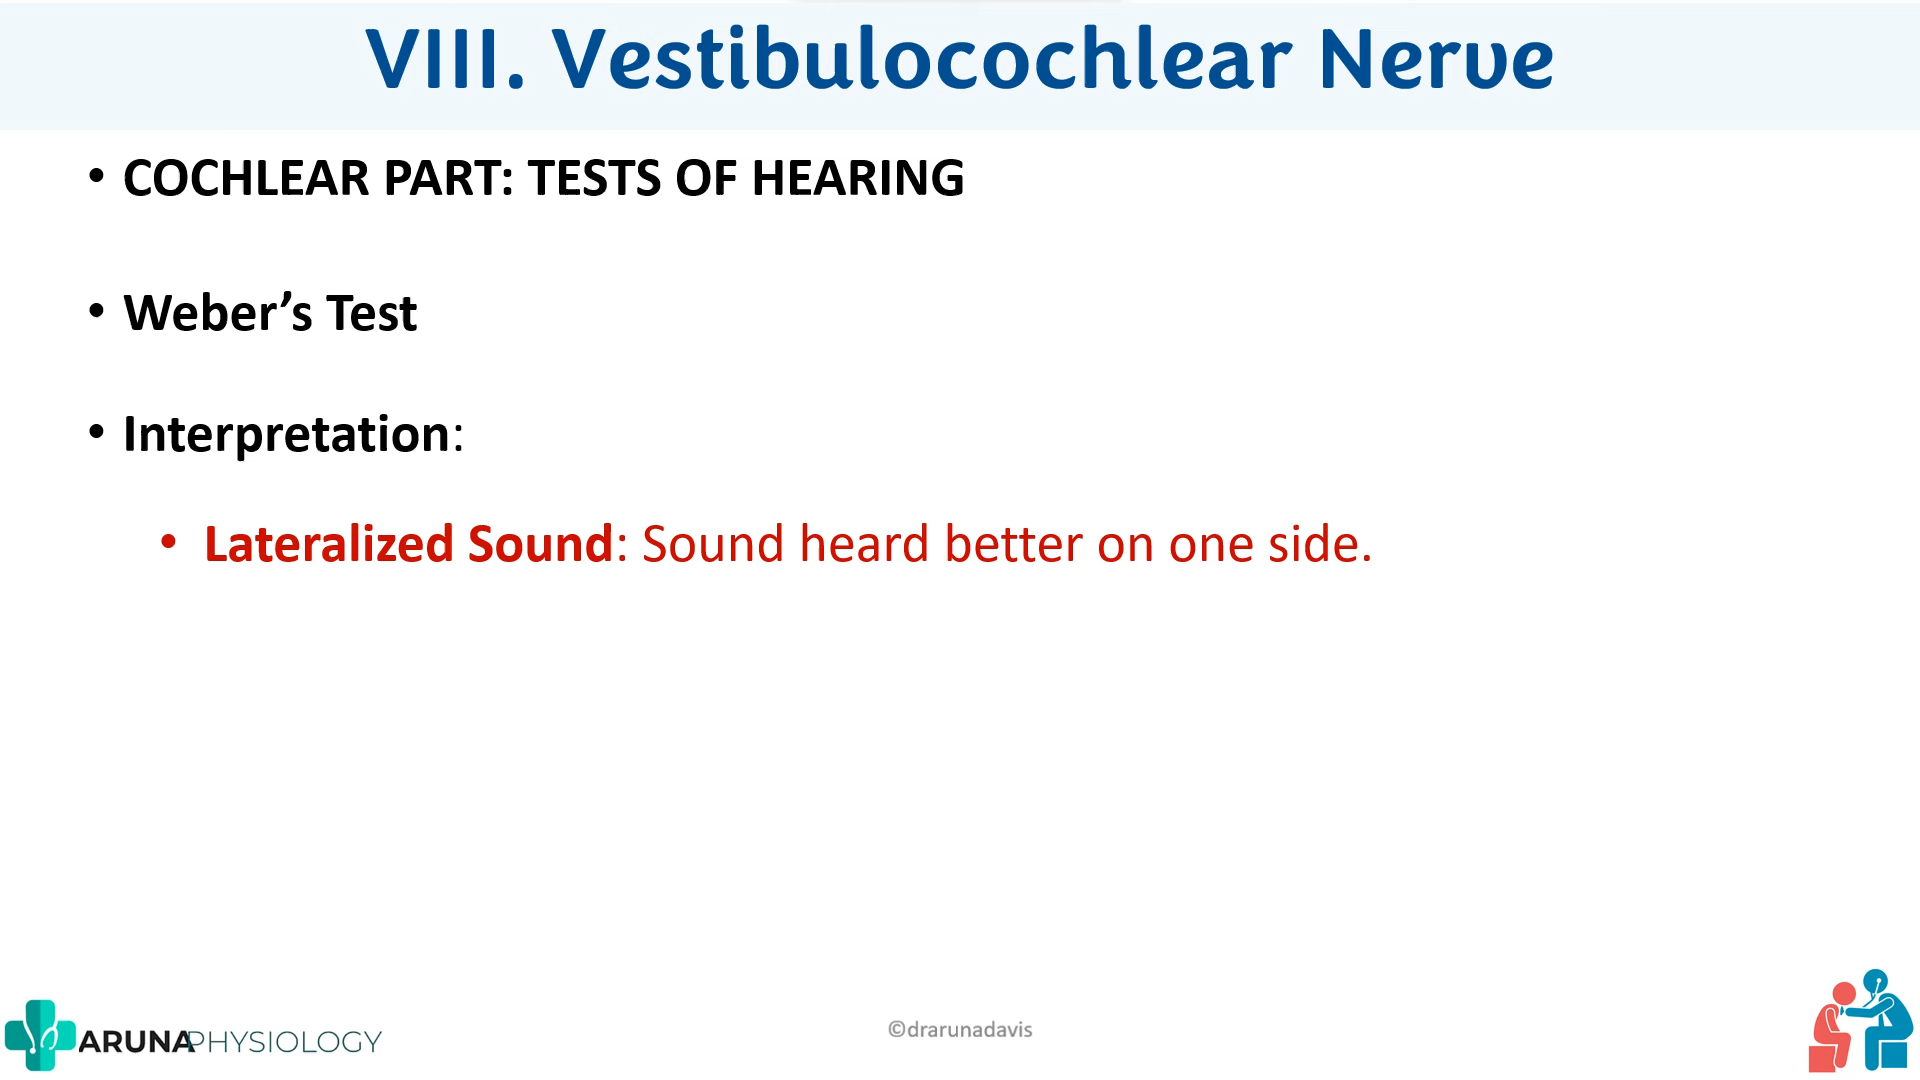 VIII. Vestibulocochlear Nerve
• COCHLEAR PART: TESTS OF HEARING
• Weber’s Test
• Interpretation:
• Lateralized Sound: Sound heard better on one side.
ARUNAPHYSIOLOGY
©drarunadavis